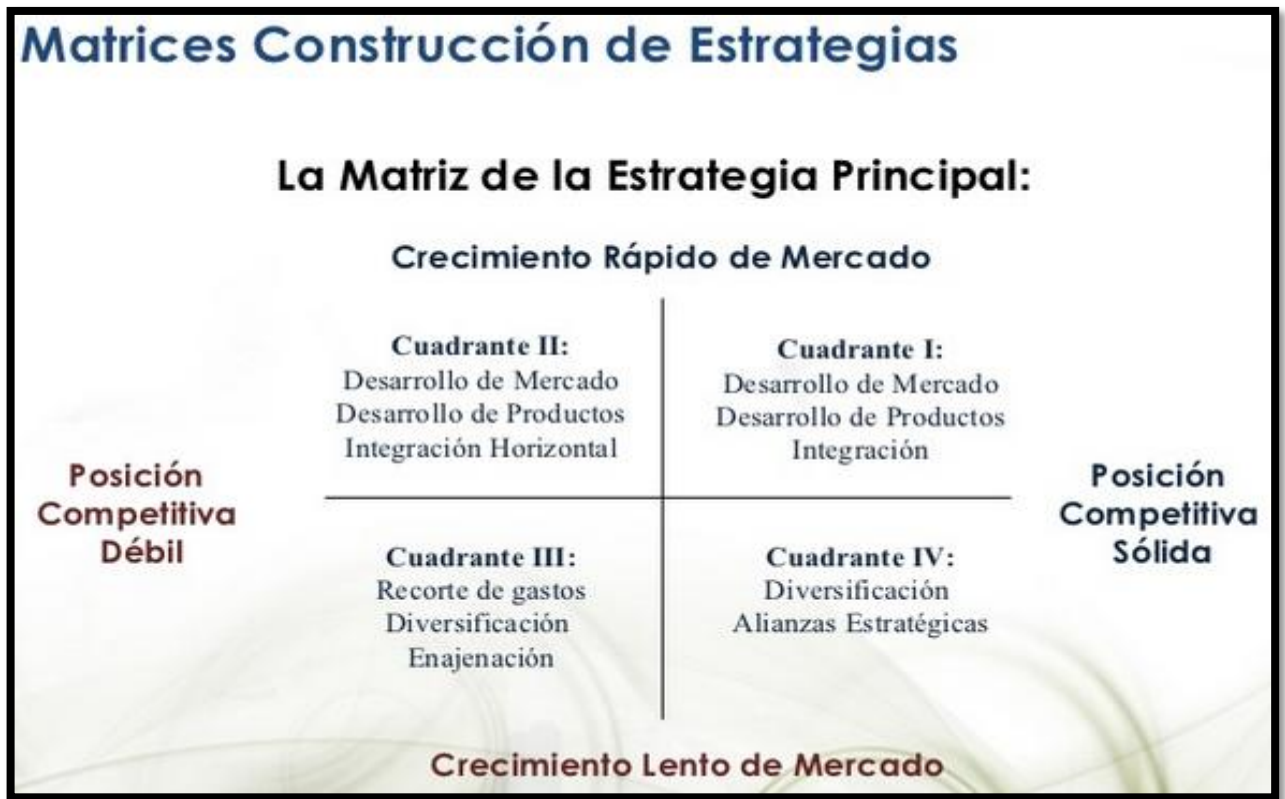 Matrices Construcción de Estrategias
La Matriz de la Estrategia Principal:
Crecimiento Rápido de Mercado
Cuadrante II:
Desarrollo de Mercado
Desarrollo de Productos
Integración Horizontal
Cuadrante I:
Desarrollo de Mercado
Desarrollo de Productos
Integración
Posición
Competitiva
Débil
Posición
Competitiva
Sólida
Cuadrante III:
Recorte de gastos
Diversificación
Enajenación
Cuadrante IV:
Diversificación
Alianzas Estratégicas
Crecimiento Lento de Mercado